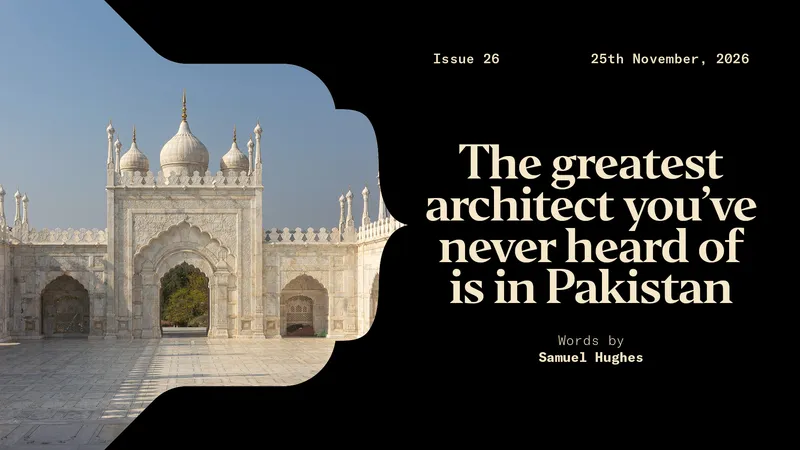 Issue 26
25th November, 2026
The greatest
architect you’ve
never heard of
is in Pakistan
Words by
Samuel Hughes